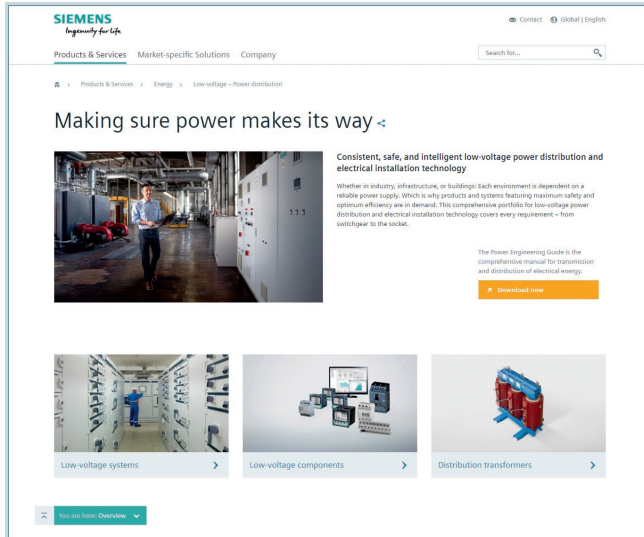 SIEMENS
Ingenuity for life
Contact Global | English
Products & Services Market-specific Solutions Company
Search for...
Products & Services › Energy › Low-voltage – Power distribution
Making sure power makes its way
Consistent, safe, and intelligent low-voltage power distribution and
electrical installation technology
Whether in industry, infrastructure, or buildings: Each environment is dependent on a
reliable power supply. Which is why products and systems featuring maximum safety and
optimum efficiency are in demand. This comprehensive portfolio for low-voltage power
distribution and electrical installation technology covers every requirement – from
switchgear to the socket.
The Power Engineering Guide is the
comprehensive manual for transmission
and distribution of electrical energy.
Download now
Low-voltage systems
Low-voltage components
Distribution transformers
You are here: Overview